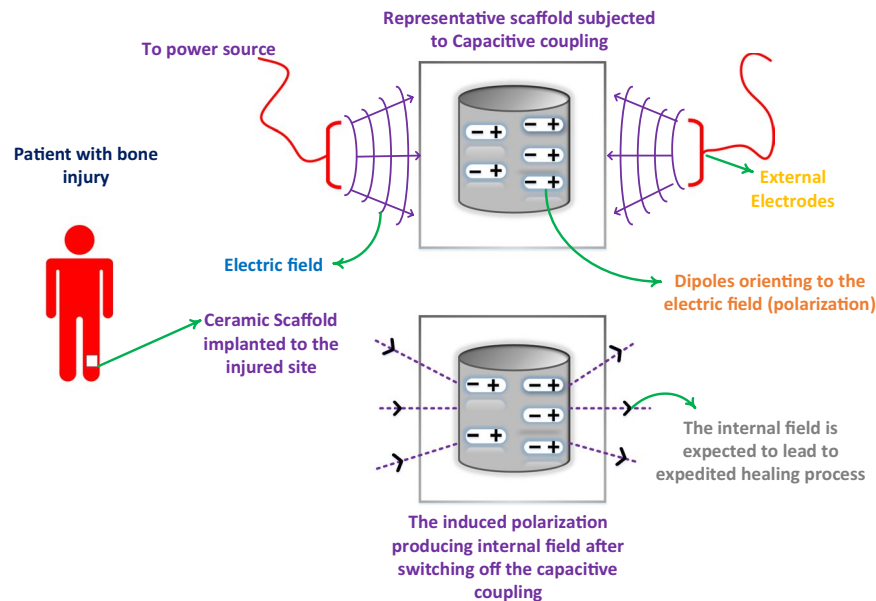 Representative scaffold subjected
to Capacitive coupling
To power source
Patient with bone
injury
External
Electrodes
Electric field
Dipoles orienting to the
electric field (polarization)
Ceramic Scaffold
implanted to the
injured site
The internal field is
expected to lead to
expedited healing process
The induced polarization
producing internal field after
switching off the capacitive
coupling